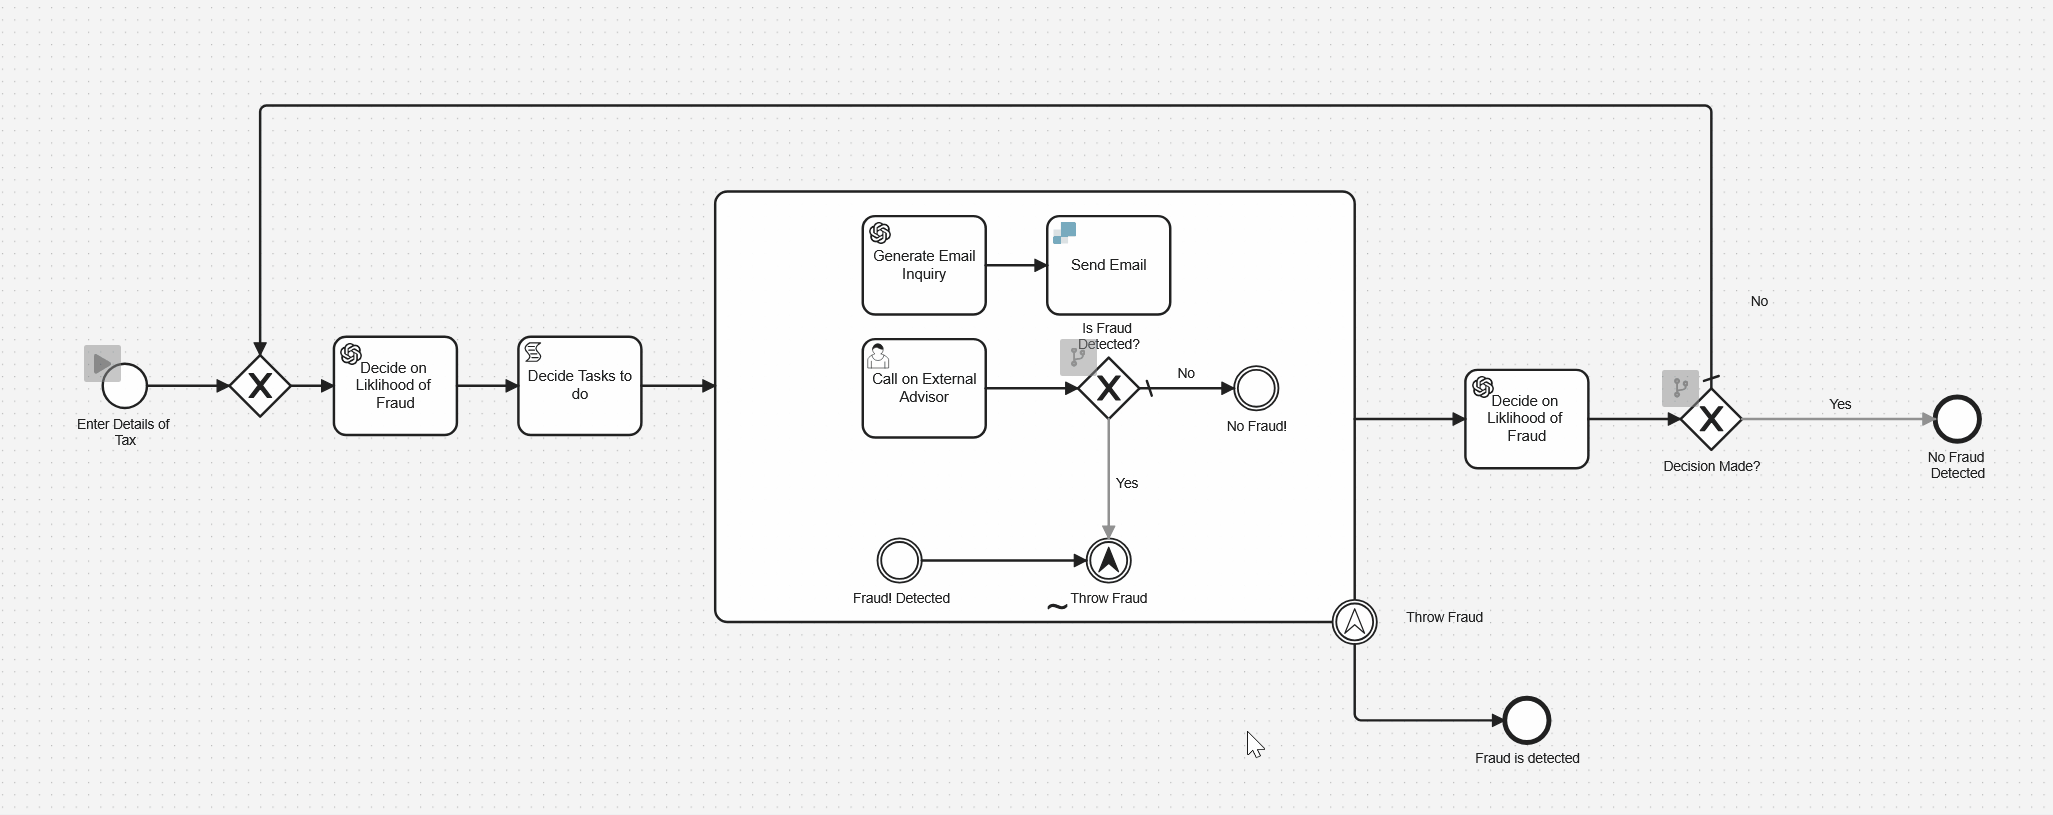 Enter Details of
Tax
Decide on
Liklihood of
Fraud
Decide Tasks to
do
Generate Email
Inquiry
Send Email
Call on External
Advisor
Is Fraud
Detected?
No
No Fraud!
Yes
Fraud! Detected
Throw Fraud
Throw Fraud
Fraud is detected
Decide on
Liklihood of
Fraud
Decision Made?
No
Yes
No Fraud
Detected